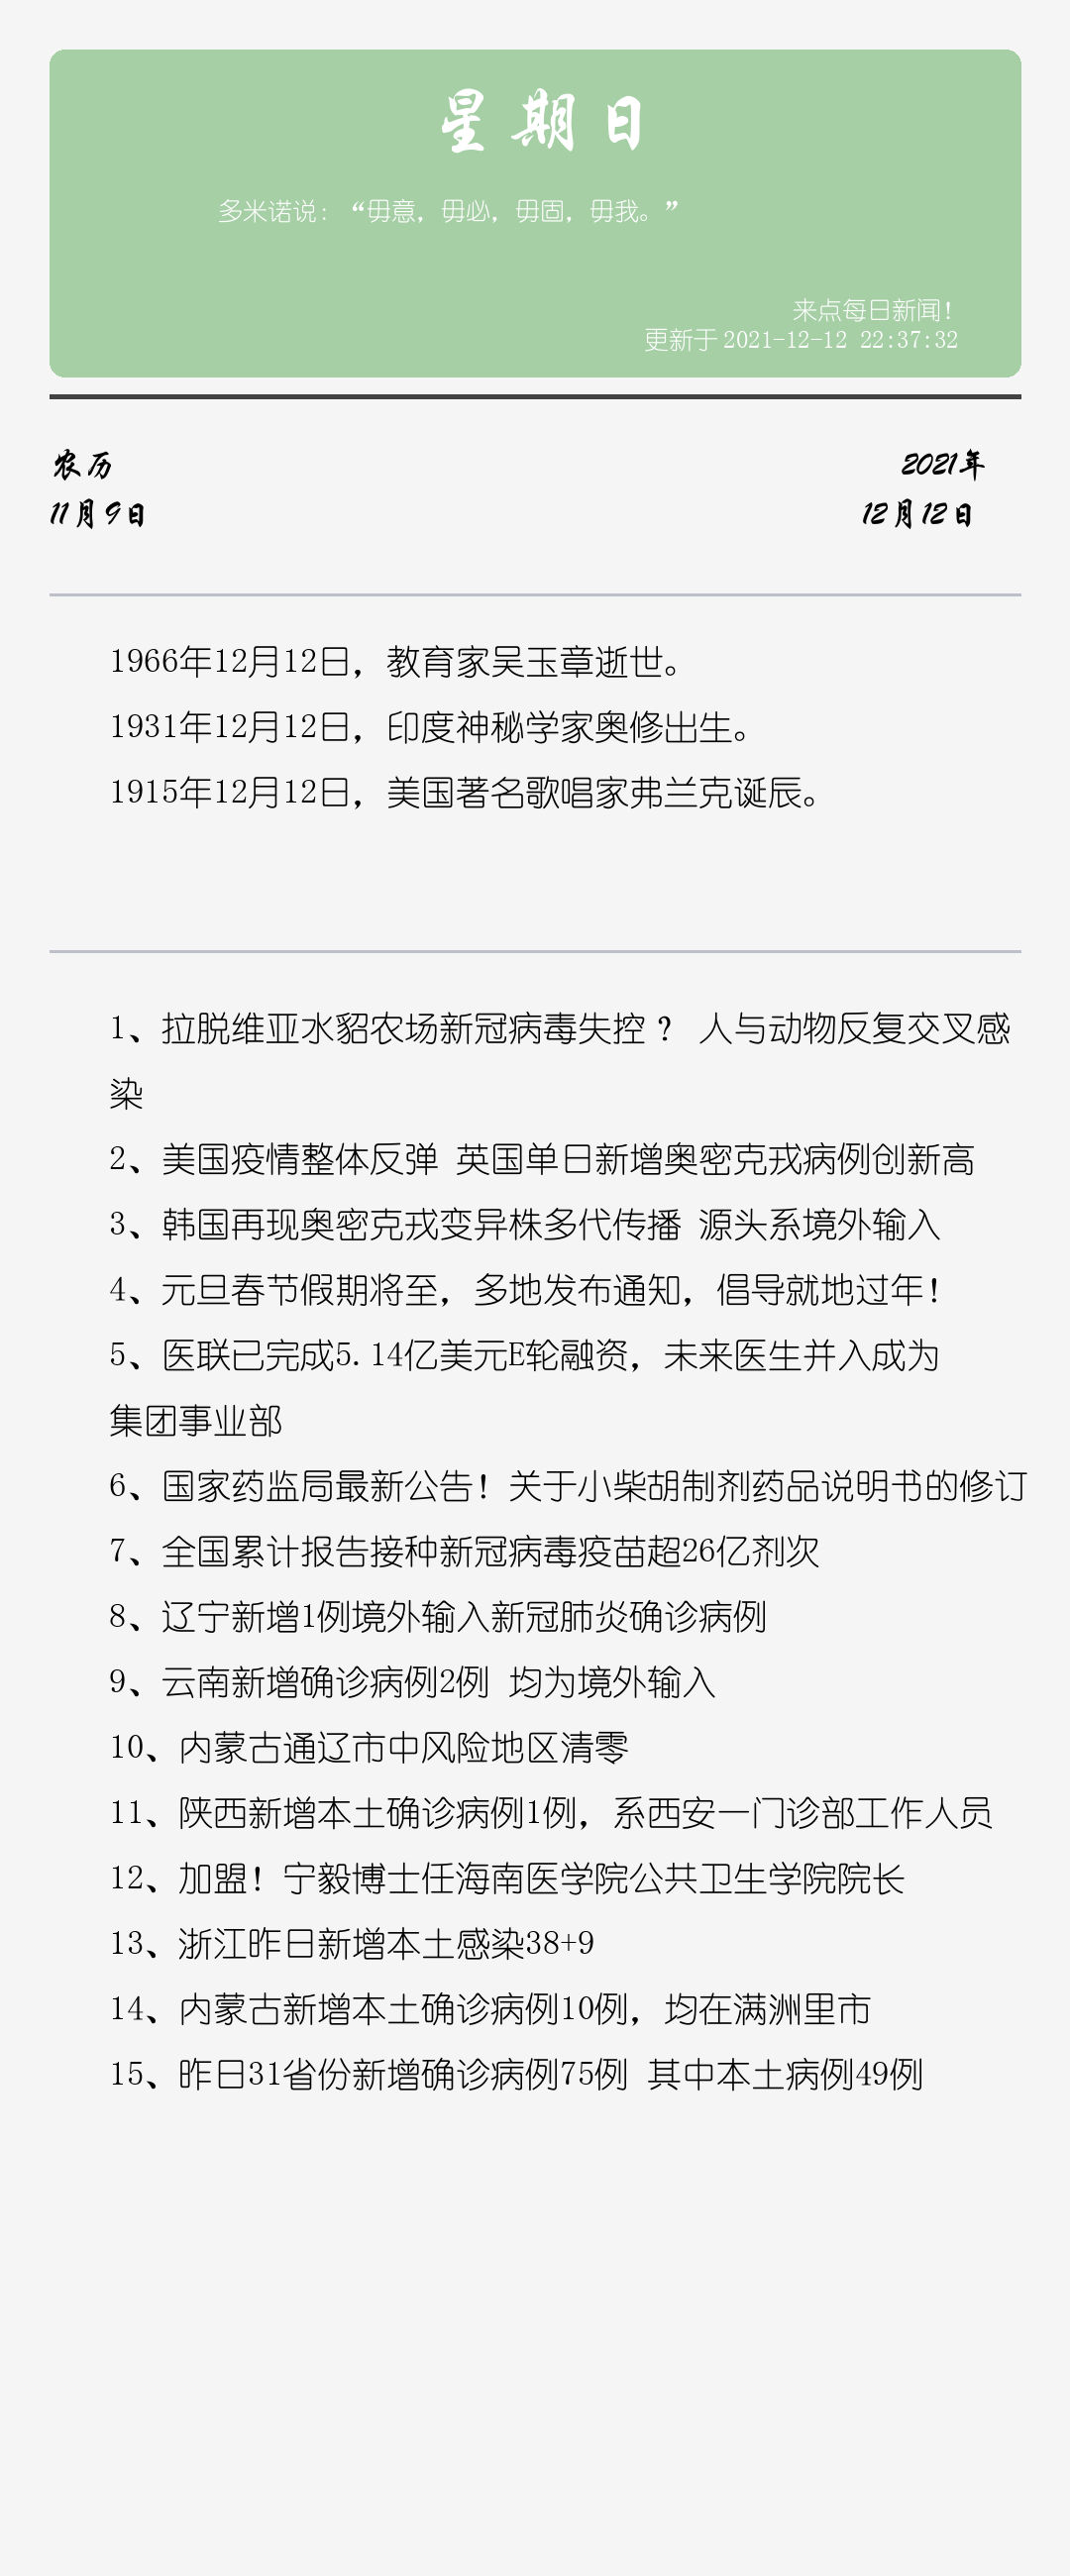 星期日
多米诺说：“毋意，毋必，毋固，毋我。”
来点每日新闻！
更新于2021-12-12 22:37:32
农历
2021年
11月9日
12月12日
1966年12月12日，教育家吴玉章逝世。
1931年12月12日，印度神秘学家奥修出生。
1915年12月12日，美国著名歌唱家弗兰克诞辰。
1、拉脱维亚水貂农场新冠病毒失控？ 人与动物反复交叉感
染
2、美国疫情整体反弹 英国单日新增奥密克戎病例创新高
3、韩国再现奥密克戎变异株多代传播 源头系境外输入
4、元旦春节假期将至，多地发布通知，倡导就地过年！
5、医联已完成5.14亿美元E轮融资，未来医生并入成为
集团事业部
6、国家药监局最新公告！关于小柴胡制剂药品说明书的修订
7、全国累计报告接种新冠病毒疫苗超26亿剂次
8、辽宁新增1例境外输入新冠肺炎确诊病例
9、云南新增确诊病例2例 均为境外输入
10、内蒙古通辽市中风险地区清零
11、陕西新增本土确诊病例1例，系西安一门诊部工作人员
12、加盟！宁毅博士任海南医学院公共卫生学院院长
13、浙江昨日新增本土感染38+9
14、内蒙古新增本土确诊病例10例，均在满洲里市
15、昨日31省份新增确诊病例75例 其中本土病例49例